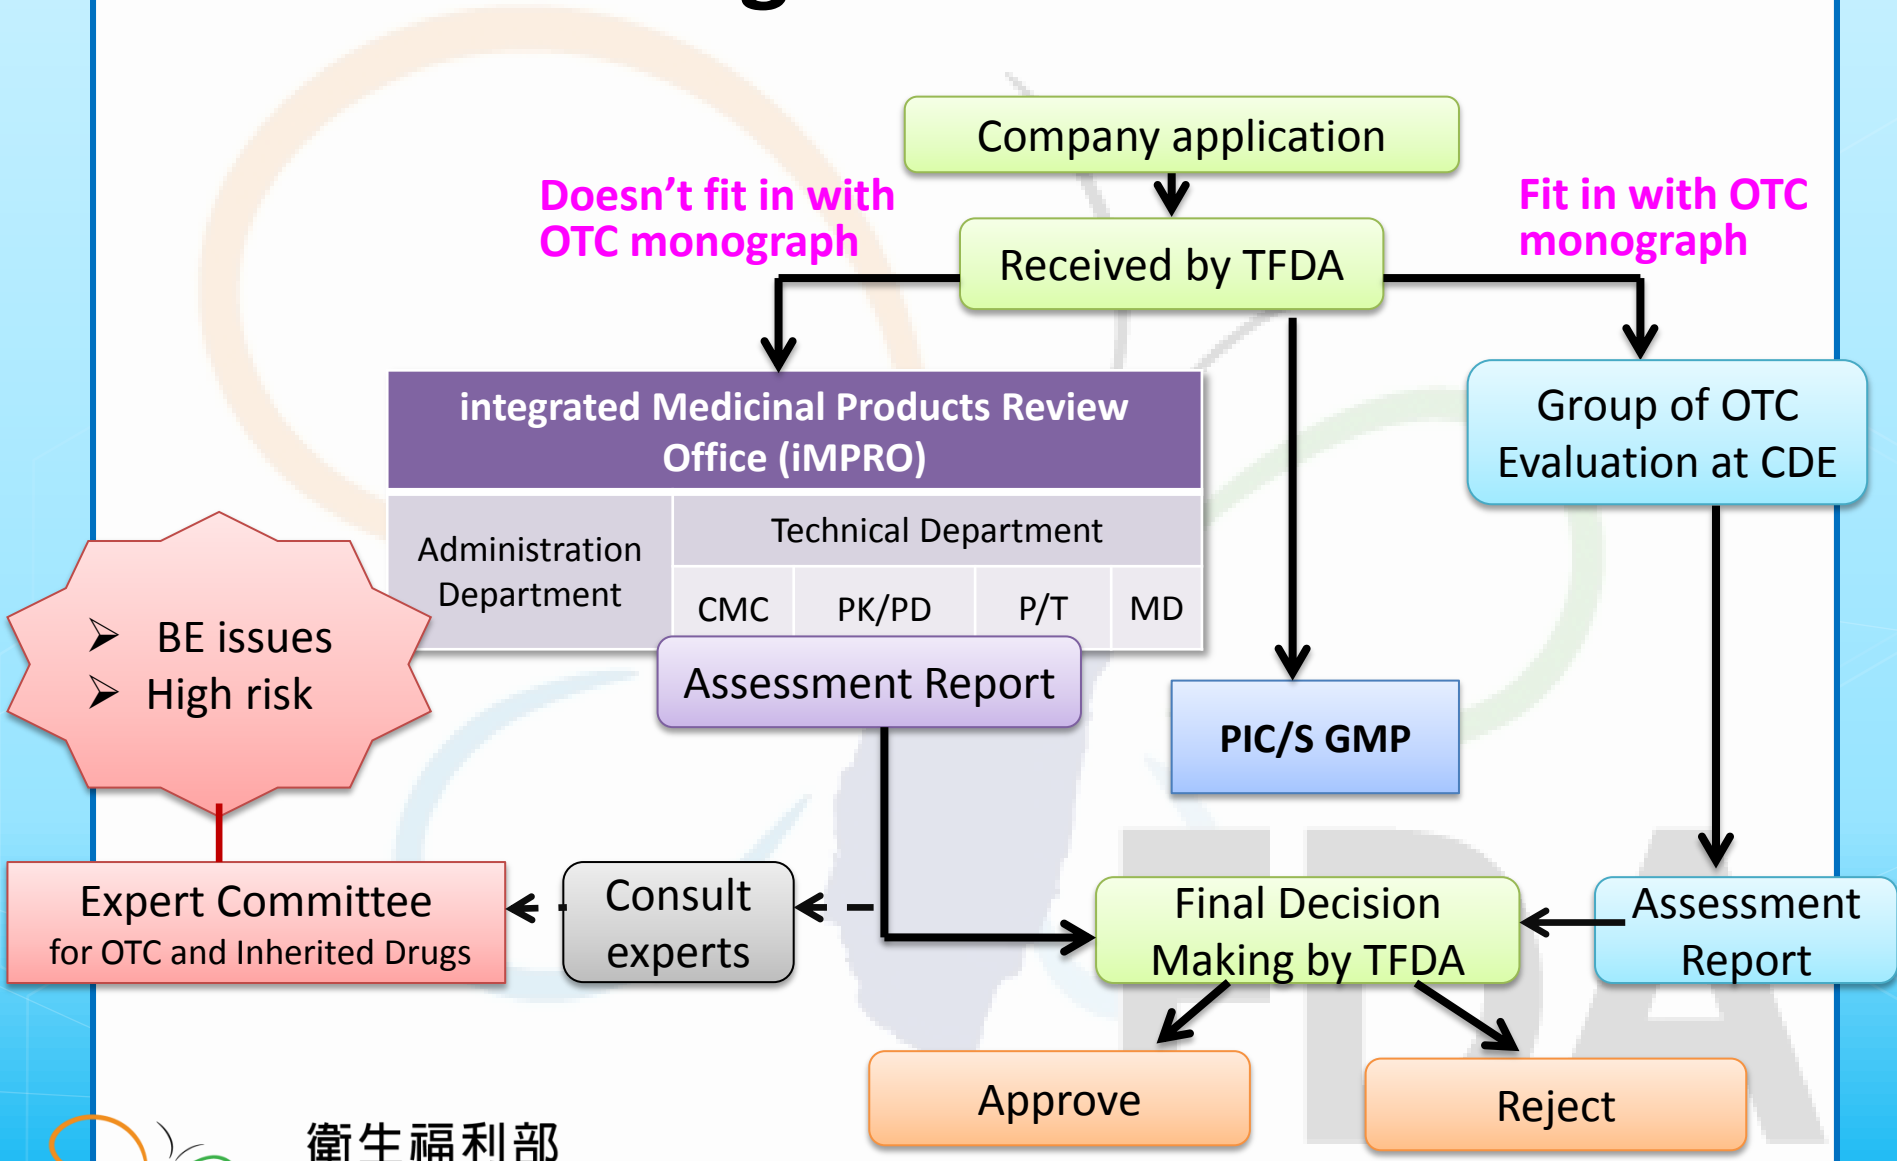 Company application
Doesn't fit in with
OTC monograph
Fit in with OTC
monograph
Received by TFDA
integrated Medicinal Products Review
Office (iMPRO)
Group of OTC
Evaluation at CDE
Administration
Department
Technical Department
CMC
PK/PD
P/T
MD
➢ BE issues
➢ High risk
Assessment Report
PIC/S GMP
Expert Committee
for OTC and Inherited Drugs
Consult
experts
Final Decision
Making by TFDA
Assessment
Report
Approve
Reject
FDA
衛生福利部